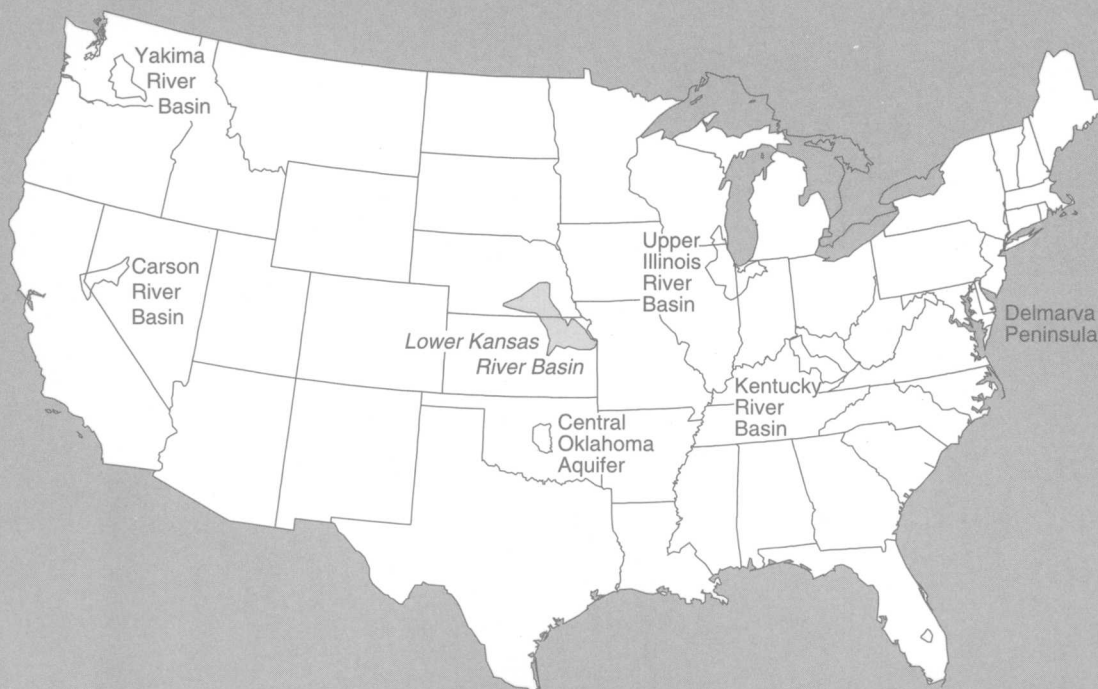 Yakima
River
Basin
Carson
River
Basin
Upper
Illinois
River
Basin
Delmarva
Peninsula
Lower Kansas
River Basin
Kentucky
River
Basin
Central
Oklahoma
Aquifer